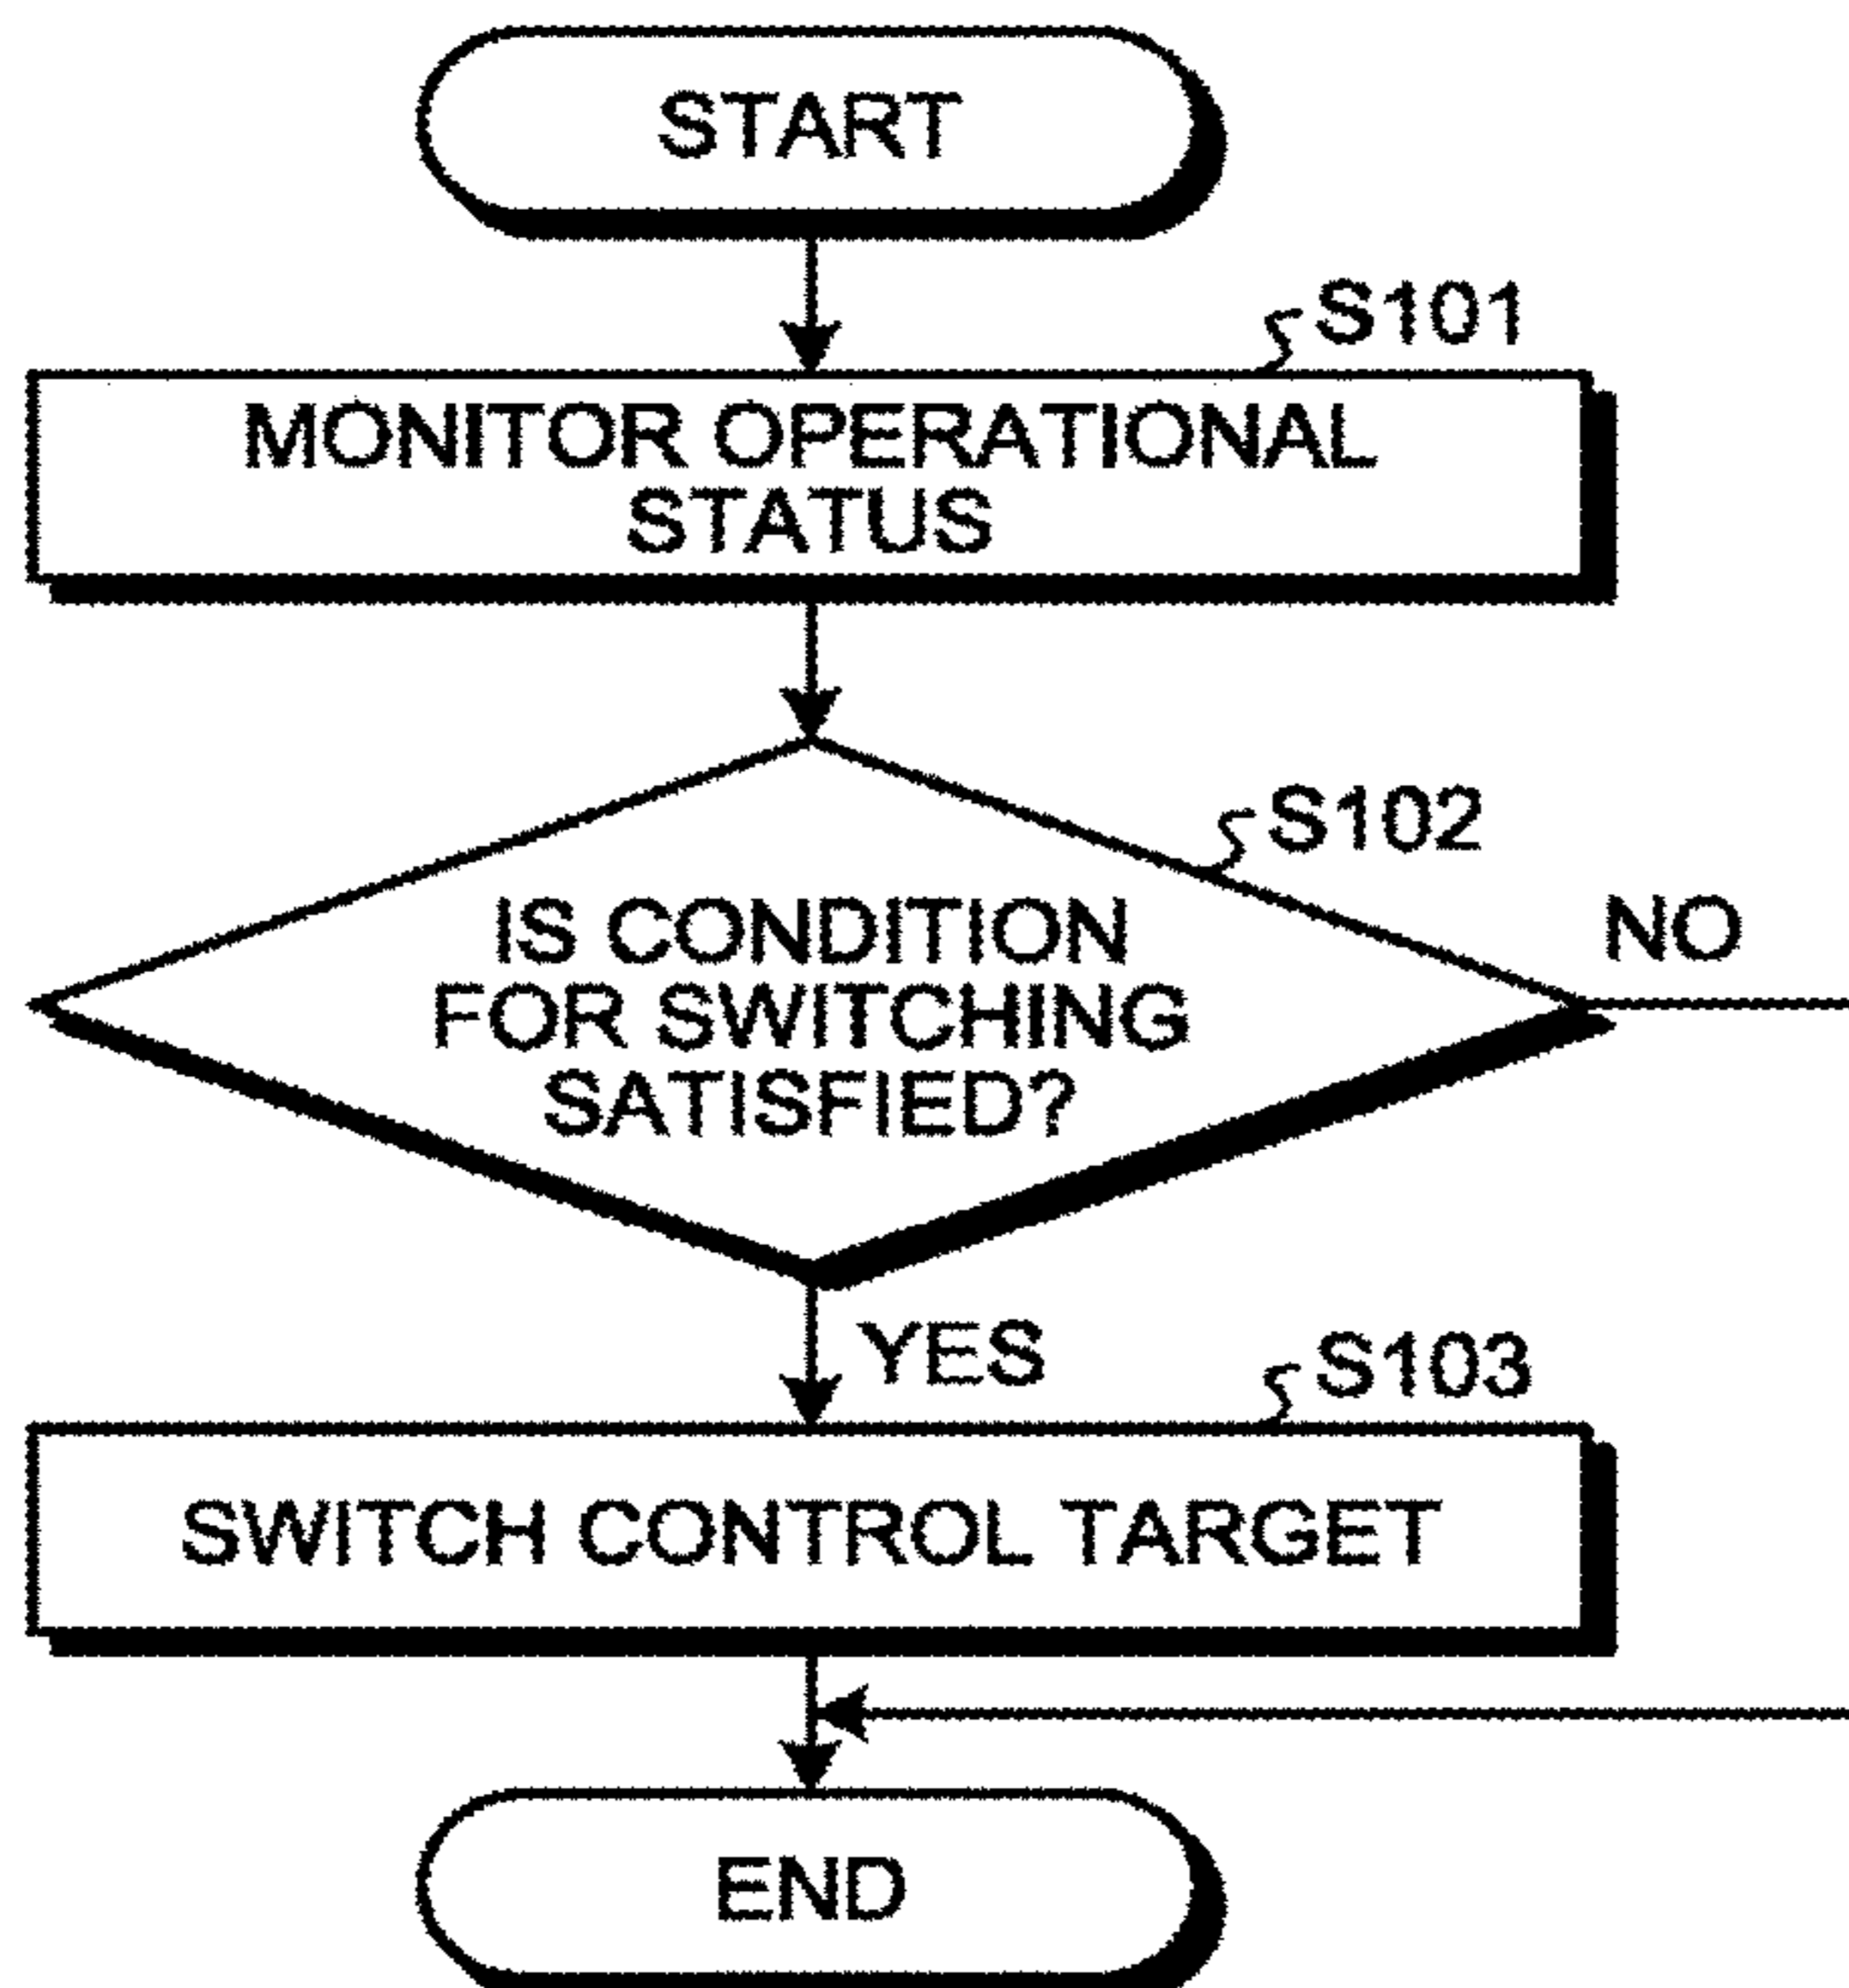 START
S101
MONITOR OPERATIONAL
STATUS
S102
NO
IS CONDITION
FOR SWITCHING
SATISFIED?
YES
S103
SWITCH CONTROL TARGET
END